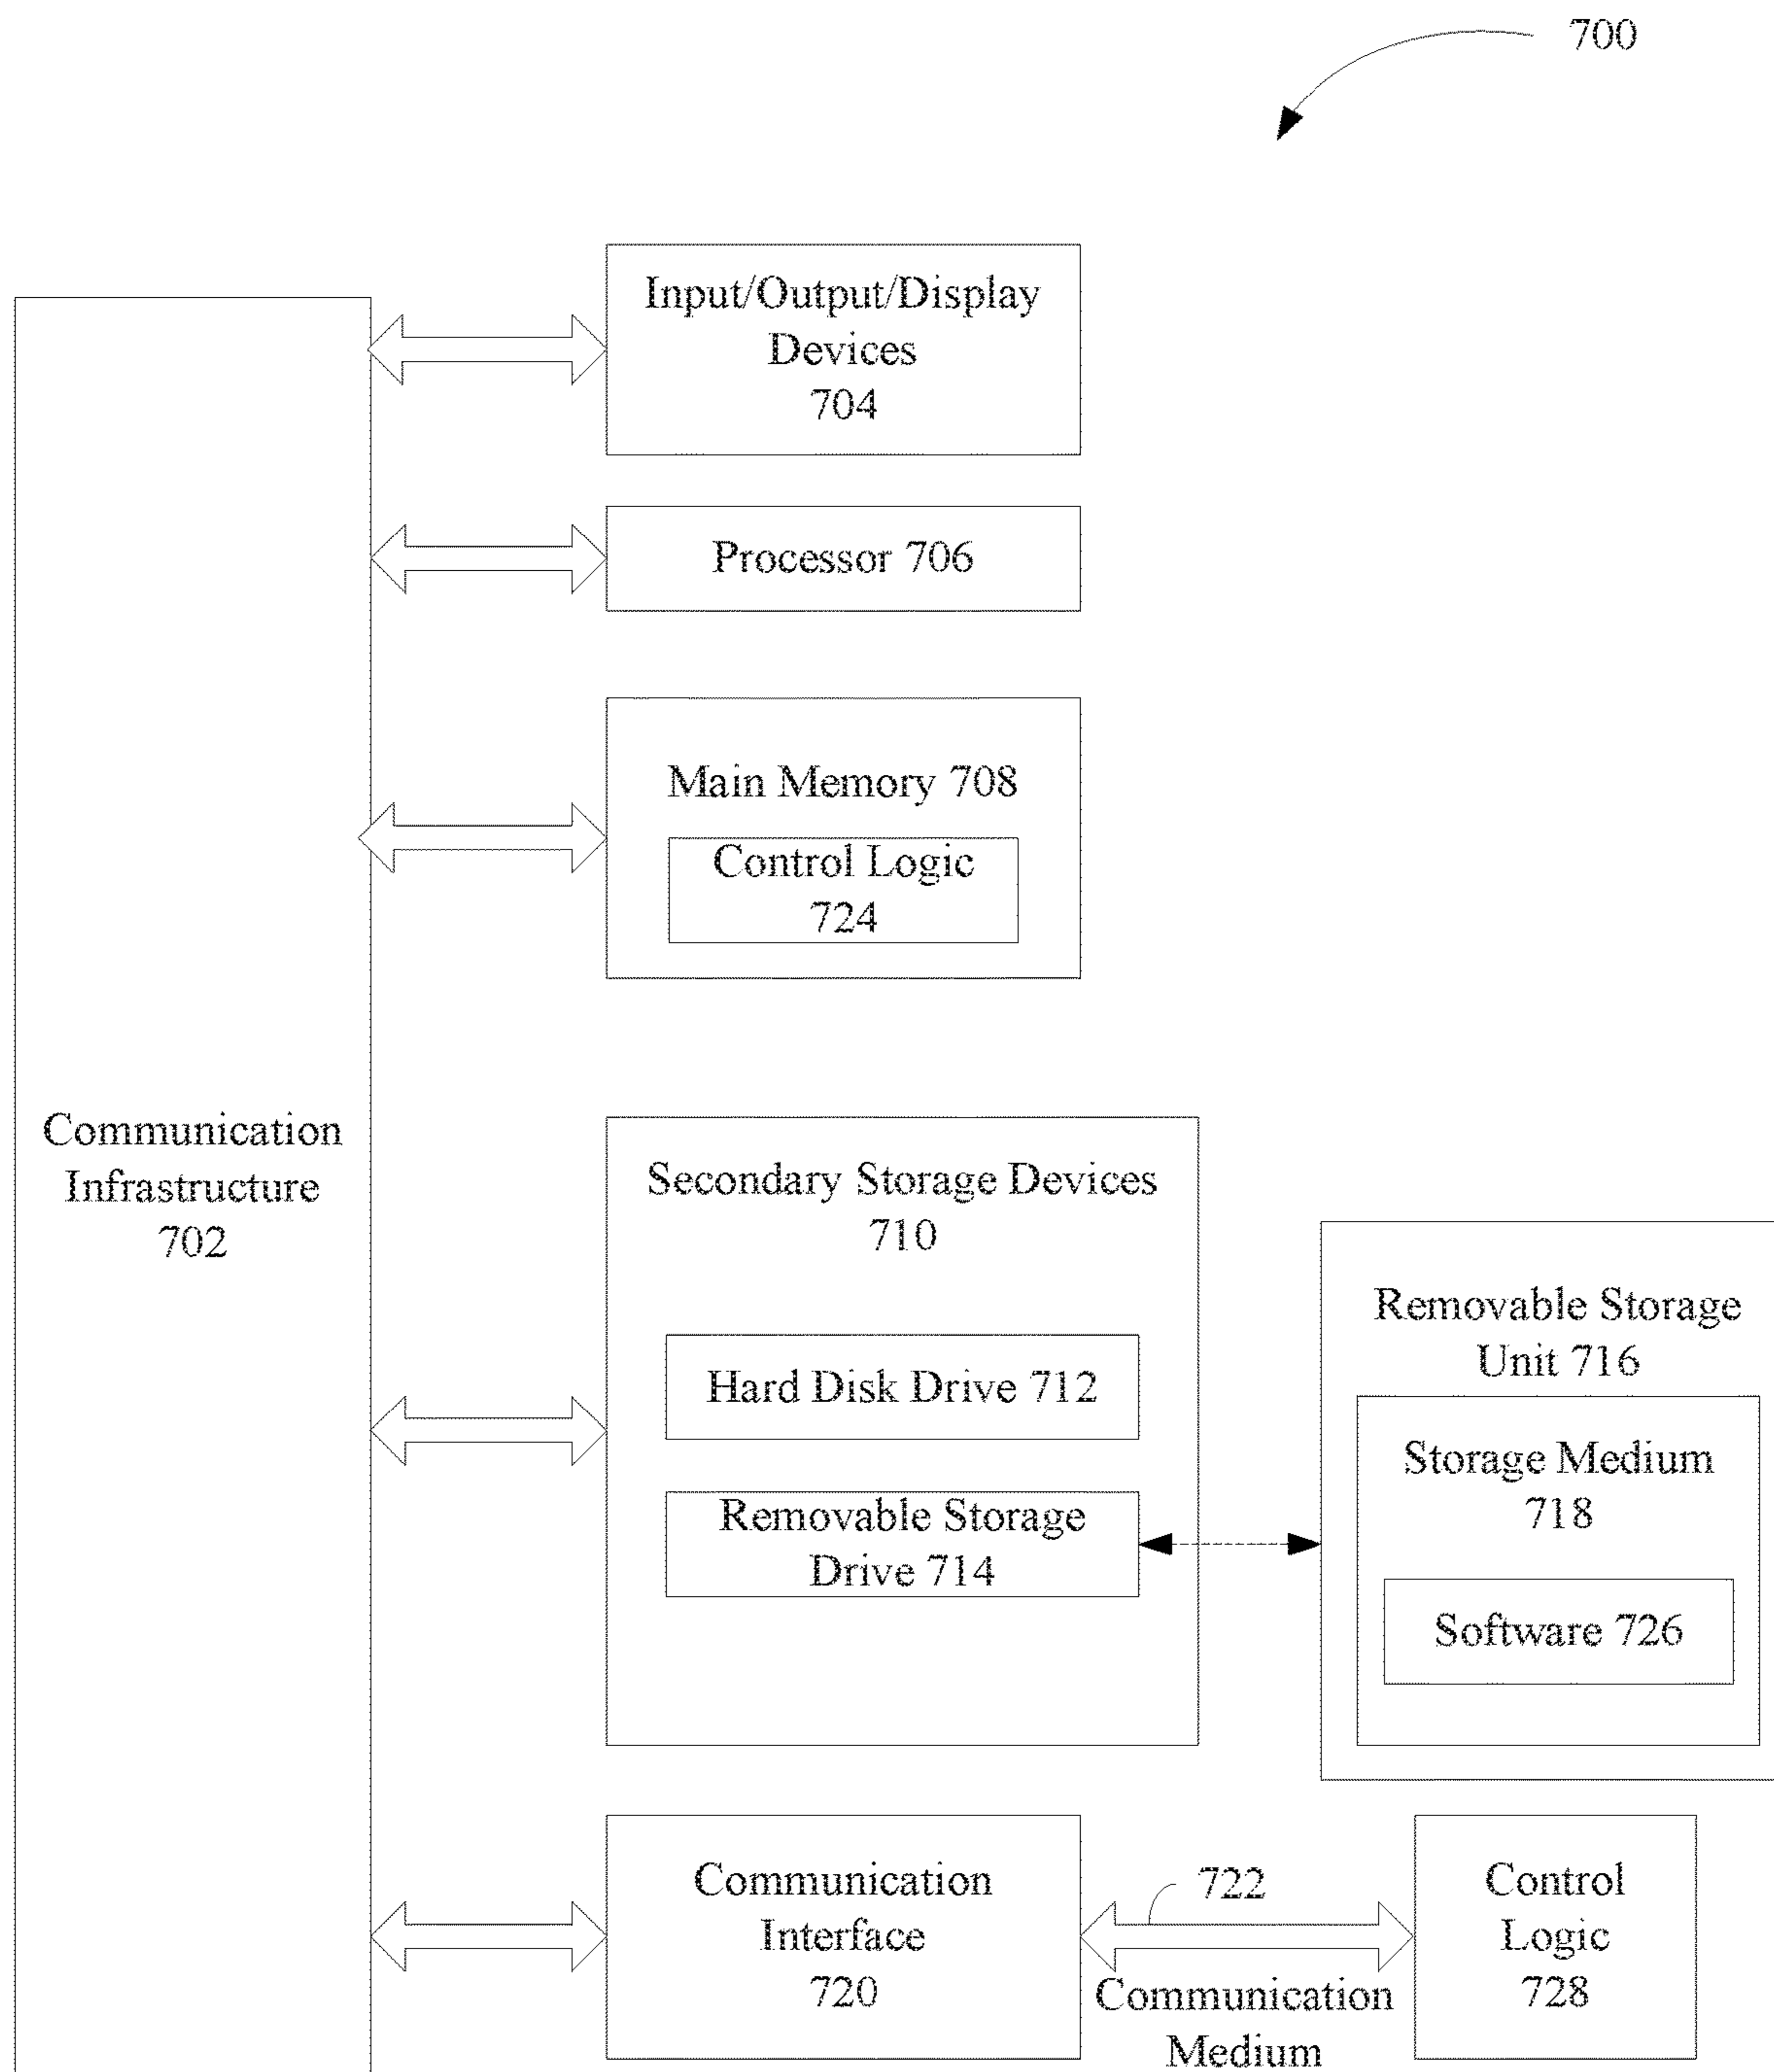 700
Input/Output/Display
Devices
704
Processor 706
Main Memory 708
Control Logic
724
Communication
Infrastructure
702
Secondary Storage Devices
710
Hard Disk Drive 712
Removable Storage
Drive 714
Removable Storage
Unit 716
Storage Medium
718
Software 726
Communication
Interface
720
722
Communication
Medium
Control
Logic
728